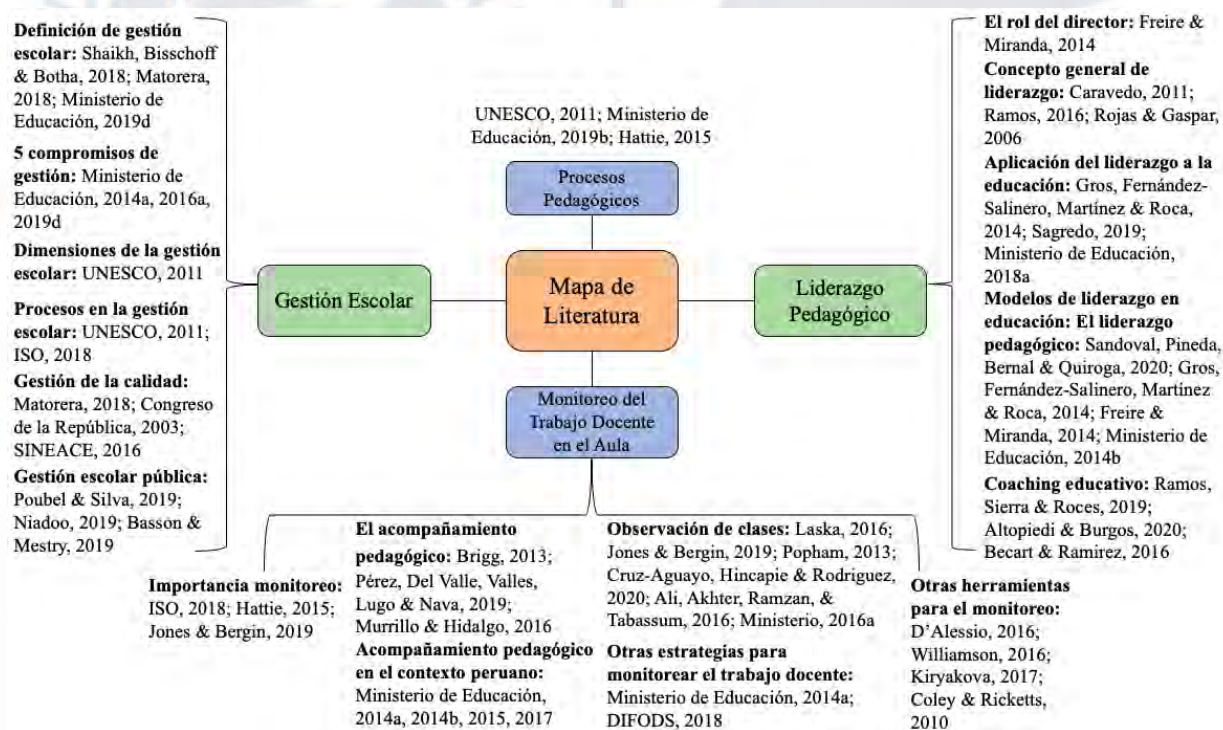 Definición de gestión
escolar: Shaikh, Bisschoff
& Botha, 2018; Matorera,
2018; Ministerio de
Educación, 2019d
5 compromisos de
gestión: Ministerio de
Educación, 2014a, 2016a,
2019d
Dimensiones de la gestión
escolar: UNESCO, 2011
Procesos en la gestión
escolar: UNESCO, 2011;
ISO, 2018
Gestión de la calidad:
Matorera, 2018; Congreso
de la República, 2003;
SINEACE, 2016
Gestión escolar pública:
Poubel & Silva, 2019;
Niadoo, 2019; Basson &
Mestry, 2019
Gestión Escolar
UNESCO, 2011; Ministerio de
Educación, 2019b; Hattie, 2015
Procesos
Pedagógicos
Mapa de
Literatura
Monitoreo del
Trabajo Docente
en el Aula
Liderazgo
Pedagógico
El rol del director: Freire &
Miranda, 2014
Concepto general de
liderazgo: Caravedo, 2011;
Ramos, 2016; Rojas & Gaspar,
2006
Aplicación del liderazgo a la
educación: Gros, Fernández-
Salinero, Martínez & Roca,
2014; Sagredo, 2019;
Ministerio de Educación,
2018a
Modelos de liderazgo en
educación: El liderazgo
pedagógico: Sandoval, Pineda,
Bernal & Quiroga, 2020; Gros,
Fernández-Salinero, Martínez
& Roca, 2014; Freire &
Miranda, 2014; Ministerio de
Educación, 2014b
Coaching educativo: Ramos,
Sierra & Roces, 2019;
Altopiedi & Burgos, 2020;
Becart & Ramírez, 2016
Importancia monitoreo:
ISO, 2018; Hattie, 2015;
Jones & Bergin, 2019
El acompañamiento
pedagógico: Brigg, 2013;
Pérez, Del Valle, Valles,
Lugo & Nava, 2019;
Murrillo & Hidalgo, 2016
Acompañamiento pedagógico
en el contexto peruano:
Ministerio de Educación,
2014a, 2014b, 2015, 2017
Observación de clases: Laska, 2016;
Jones & Bergin, 2019; Popham, 2013;
Cruz-Aguayo, Hincapie & Rodriguez,
2020; Ali, Akhter, Ramzan, &
Tabassum, 2016; Ministerio, 2016a
Otras estrategias para
monitorear el trabajo docente:
Ministerio de Educación, 2014a;
DIFODS, 2018
Otras herramientas
para el monitoreo:
D'Alessio, 2016;
Williamson, 2016;
Kiryakova, 2017;
Coley & Ricketts,
2010